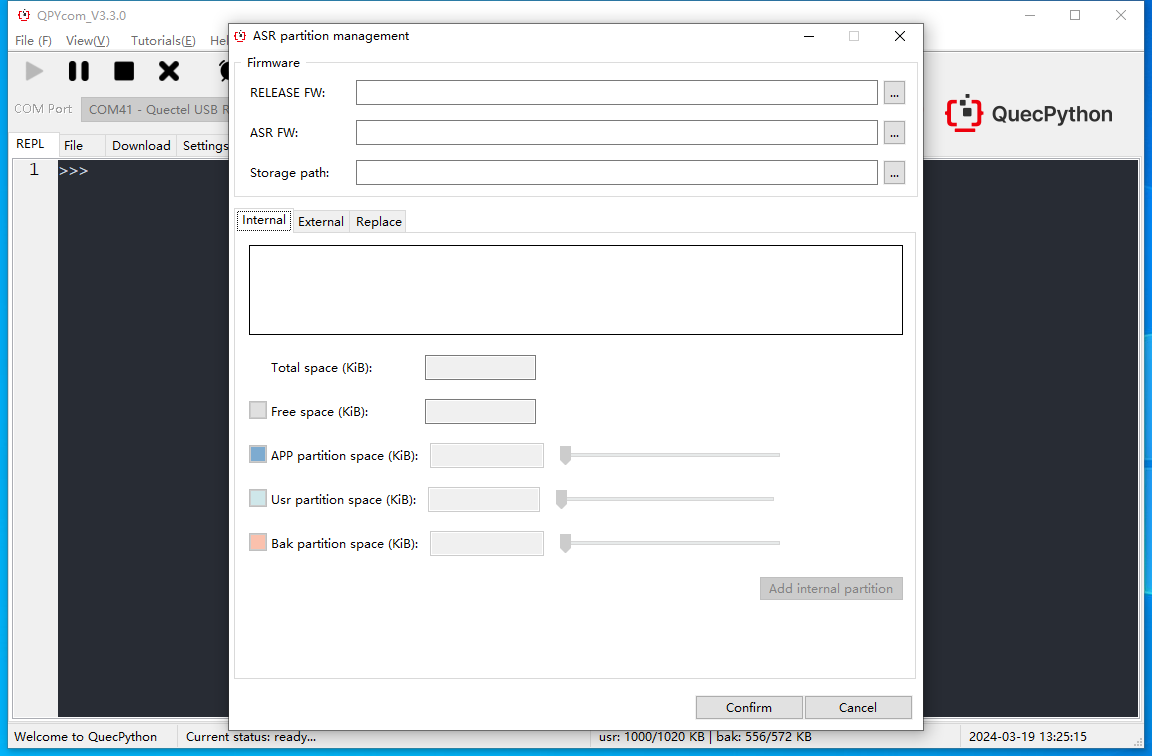 QPYcom_V3.3.0
File (F) View(V) Tutorials(E) Hel
COM Port COM41 - Quectel USB R
REPL File Download Settings
1 >>>
QuecPython
ASR partition management
Firmware
RELEASE FW: ...
ASR FW: ...
Storage path: ...
Internal External Replace
Total space (KiB):
Free space (KiB):
APP partition space (KiB):
Usr partition space (KiB):
Bak partition space (KiB):
Add internal partition
Confirm Cancel
Welcome to QuecPython Current status: ready... usr: 1000/1020 KB | bak: 556/572 KB 2024-03-19 13:25:15